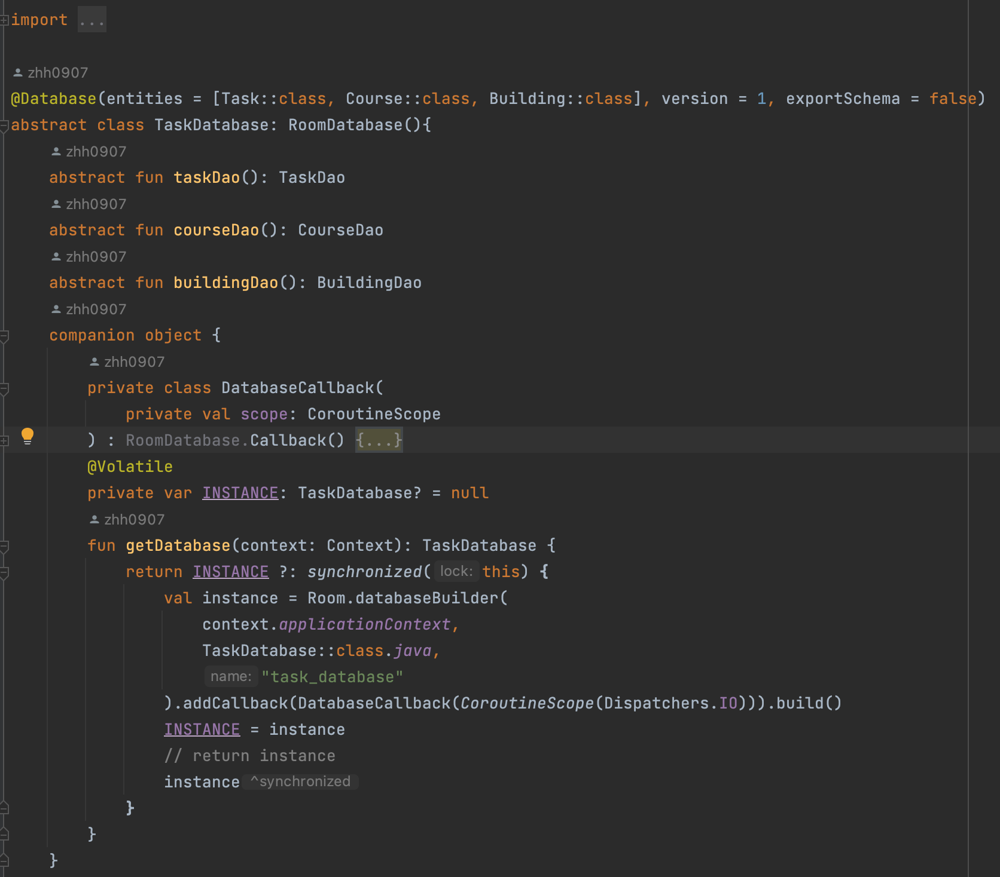 import ...
zhh0907
@Database(entities = [Task::class, Course::class, Building::class], version = 1, exportSchema = false)
abstract class TaskDatabase: RoomDatabase(){
zhh0907
abstract fun taskDao(): TaskDao
zhh0907
abstract fun courseDao(): CourseDao
zhh0907
abstract fun buildingDao(): BuildingDao
zhh0907
companion object {
zhh0907
private class DatabaseCallback(
private val scope: CoroutineScope
) : RoomDatabase.Callback() {...}
@Volatile
private var INSTANCE: TaskDatabase? = null
zhh0907
fun getDatabase(context: Context): TaskDatabase {
return INSTANCE ?: synchronized( lock: this) {
val instance = Room.databaseBuilder(
context.applicationContext,
TaskDatabase::class.java,
name: "task_database"
).addCallback(DatabaseCallback(CoroutineScope(Dispatchers.IO))).build()
INSTANCE = instance
// return instance
instance ^synchronized
}
}
}